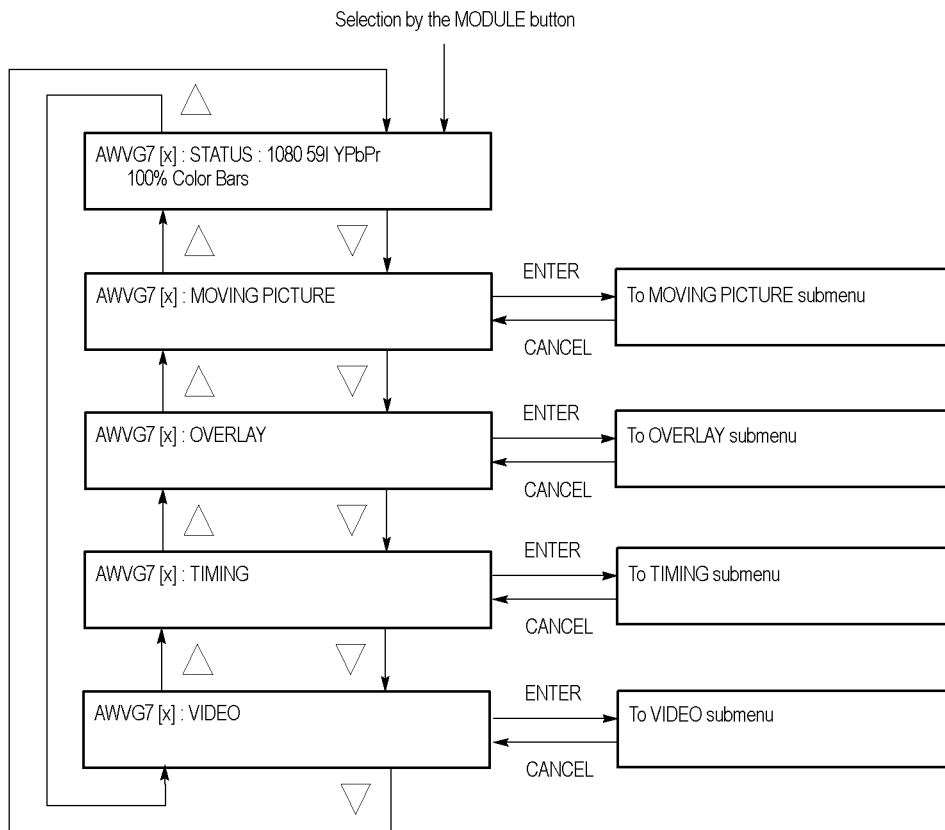 Selection by the MODULE button
AWVG7 [x] : STATUS : 1080 59I YPbPr
100% Color Bars
AWVG7 [x] : MOVING PICTURE
ENTER
To MOVING PICTURE submenu
CANCEL
AWVG7 [x] : OVERLAY
ENTER
To OVERLAY submenu
CANCEL
AWVG7 [x] : TIMING
ENTER
To TIMING submenu
CANCEL
AWVG7 [x] : VIDEO
ENTER
To VIDEO submenu
CANCEL